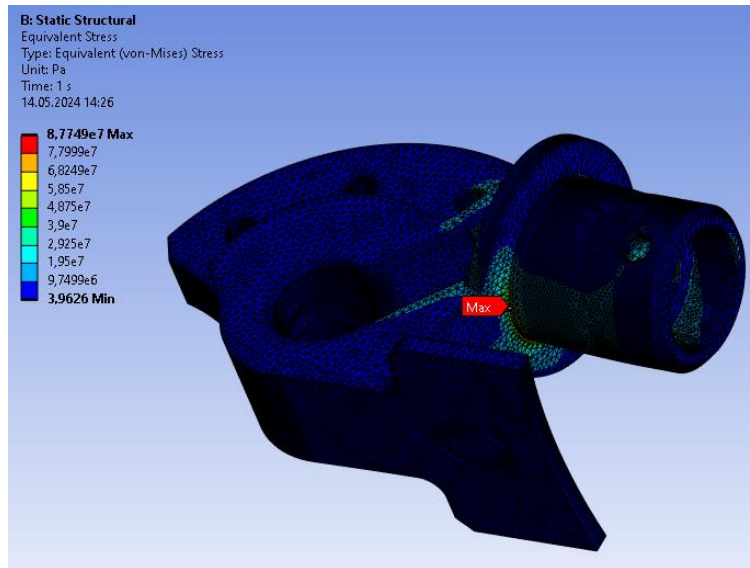 B: Static Structural
Equivalent Stress
Type: Equivalent (von-Mises) Stress
Unit: Pa
Time: 1 s
14.05.2024 14:26
8,7749e7 Max
7,7999e7
6,8249e7
5,85e7
4,875e7
3,9e7
2,925e7
1,95e7
9,7499e6
3,9626 Min
Max